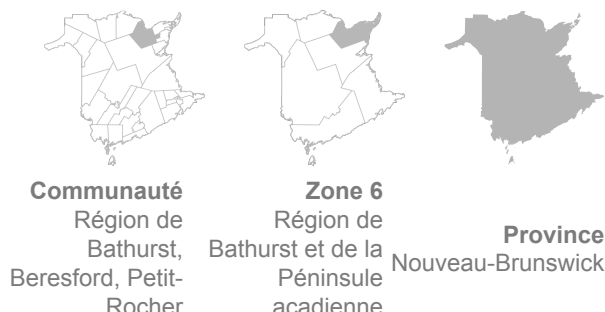 Communauté
Région de
Bathurst,
Beresford, Petit-
Rocher
Zone 6
Région de
Bathurst et de la
Péninsule
acadienne
Province
Nouveau-Brunswick